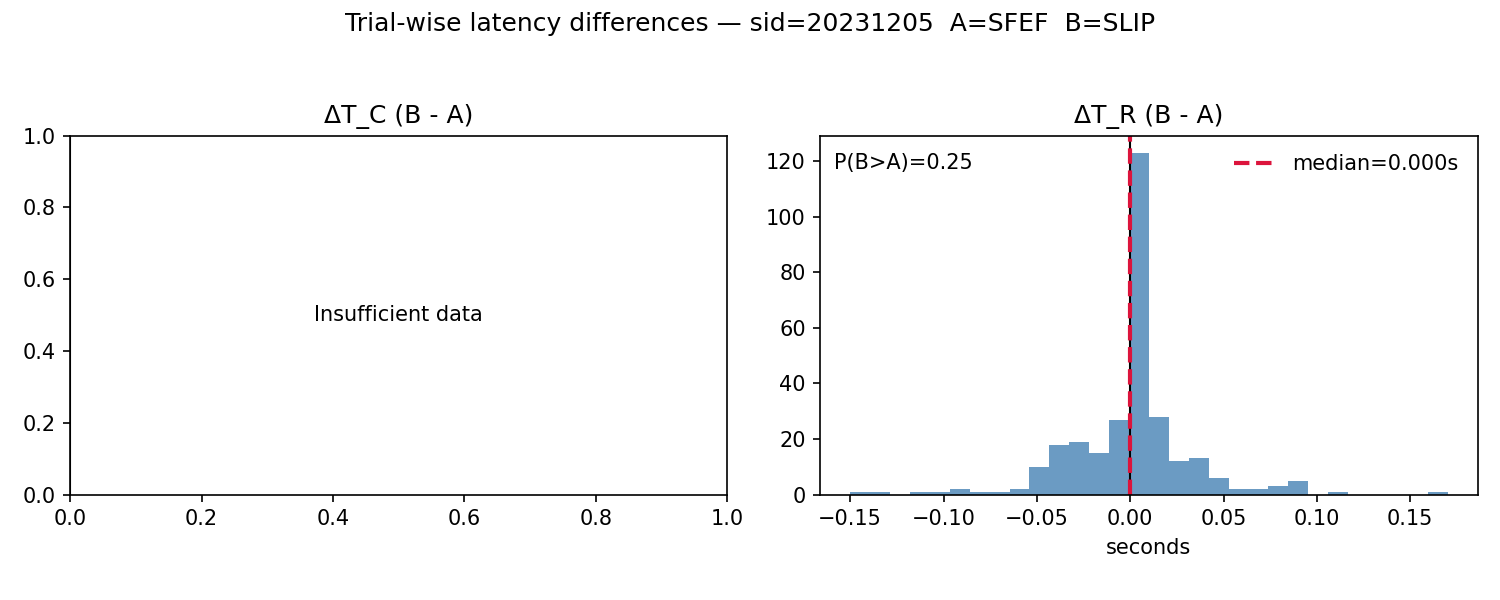 Trial-wise latency differences — sid=20231205  A=SFEF  B=SLIP
ΔT_C (B - A)
1.0
0.8
0.6
0.4
0.2
0.0
Insufficient data
0.0 0.2 0.4 0.6 0.8 1.0
ΔT_R (B - A)
P(B>A)=0.25
median=0.000s
120
100
80
60
40
20
0
−0.15 −0.10 −0.05 0.00 0.05 0.10 0.15
seconds